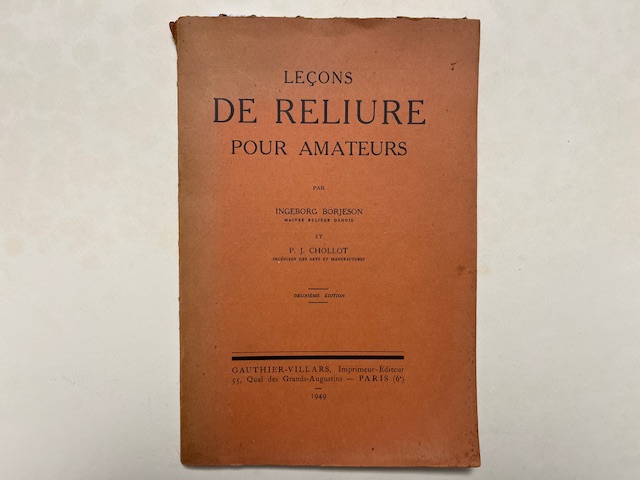 LEÇONS
DE RELIURE
POUR AMATEURS
PAR
INGEBORG BORJESON
MAITRE RELIEUR DANOIS
ET
P. J. CHOLLOT
INGÉNIEUR DES ARTS ET MANUFACTURES
DEUXIÈME ÉDITION
GAUTHIER-VILLARS, Imprimeur-Editeur
55, Quai des Grands-Augustins — PARIS (6e)
1949